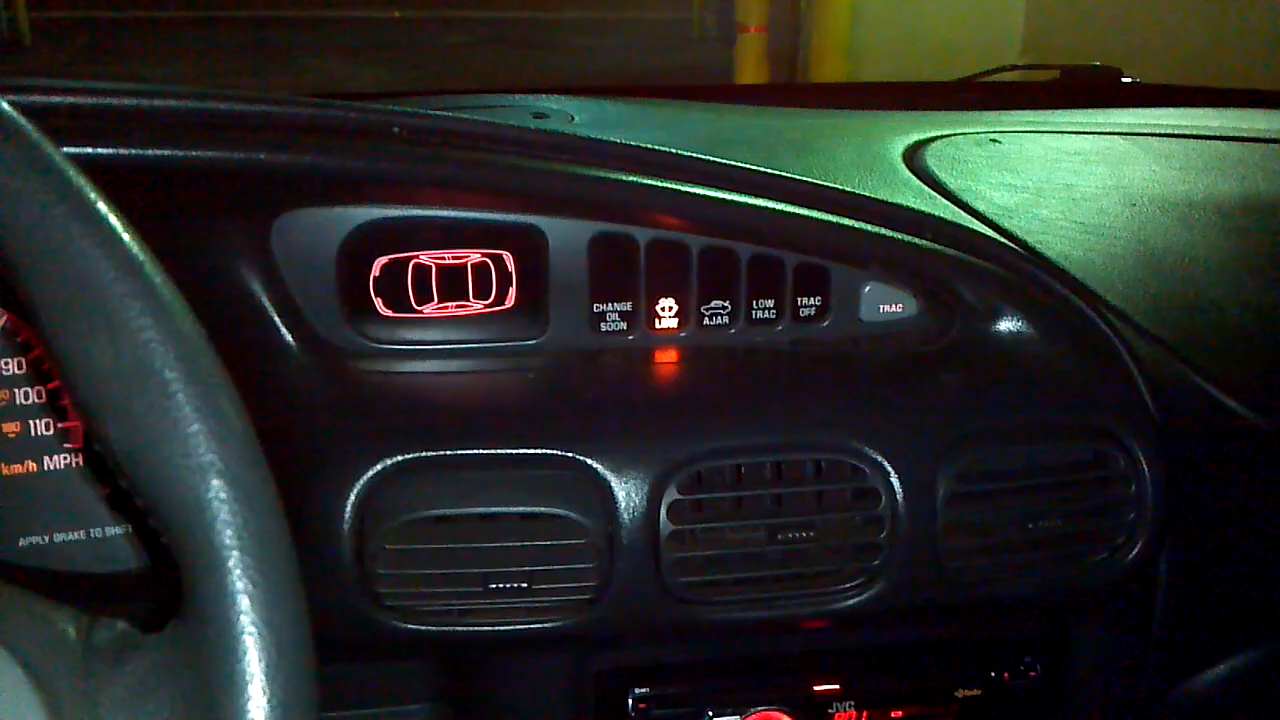 CHANGE
OIL
SOON
LOW
AJAR
LOW
TRAC
TRAC
OFF
TRAC
90
100
110
km/h MPH
APPLY BRAKE TO SHIFT
JVC